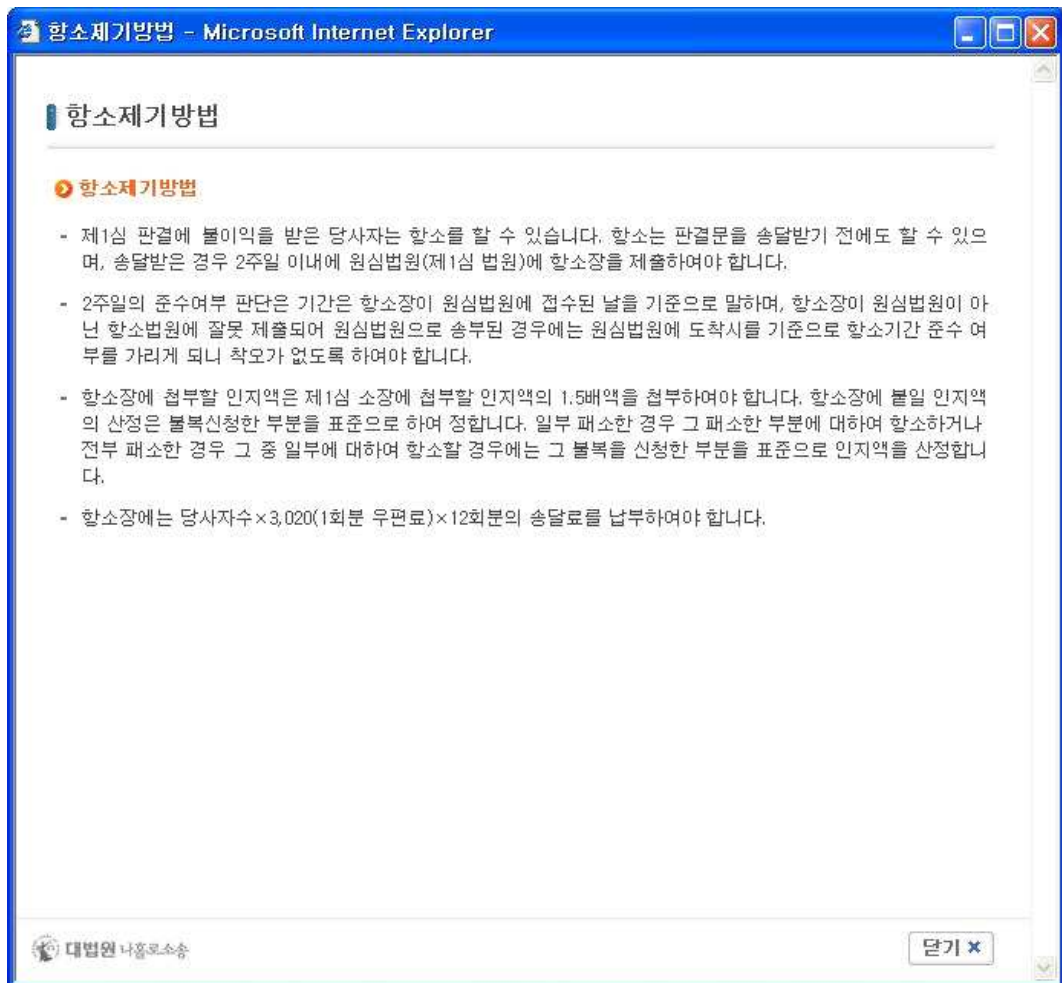 항소제기방법 - Microsoft Internet Explorer
항소제기방법
항소제기방법
- 제1심 판결에 불이익을 받은 당사자는 항소를 할 수 있습니다. 항소는 판결문을 송달받기 전에도 할 수 있으
며, 송달받은 경우 2주일 이내에 원심법원(제1심 법원)에 항소장을 제출하여야 합니다.
- 2주일의 준수여부 판단은 기간은 항소장이 원심법원에 접수된 날을 기준으로 말하며, 항소장이 원심법원이 아
닌 항소법원에 잘못 제출되어 원심법원으로 송부된 경우에는 원심법원에 도착시를 기준으로 항소기간 준수 여
부를 가리게 되니 착오가 없도록 하여야 합니다.
- 항소장에 첩부할 인지액은 제1심 소장에 첩부할 인지액의 1.5배액을 첩부하여야 합니다. 항소장에 붙일 인지액
의 산정은 불복신청한 부분을 표준으로 하여 정합니다. 일부 패소한 경우 그 패소한 부분에 대하여 항소하거나
전부 패소한 경우 그 중 일부에 대하여 항소할 경우에는 그 불복을 신청한 부분을 표준으로 인지액을 산정합니
다.
- 항소장에는 당사자수×3,020(1회분 우편료)×12회분의 송달료를 납부하여야 합니다.
대법원 나홀로소송
닫기